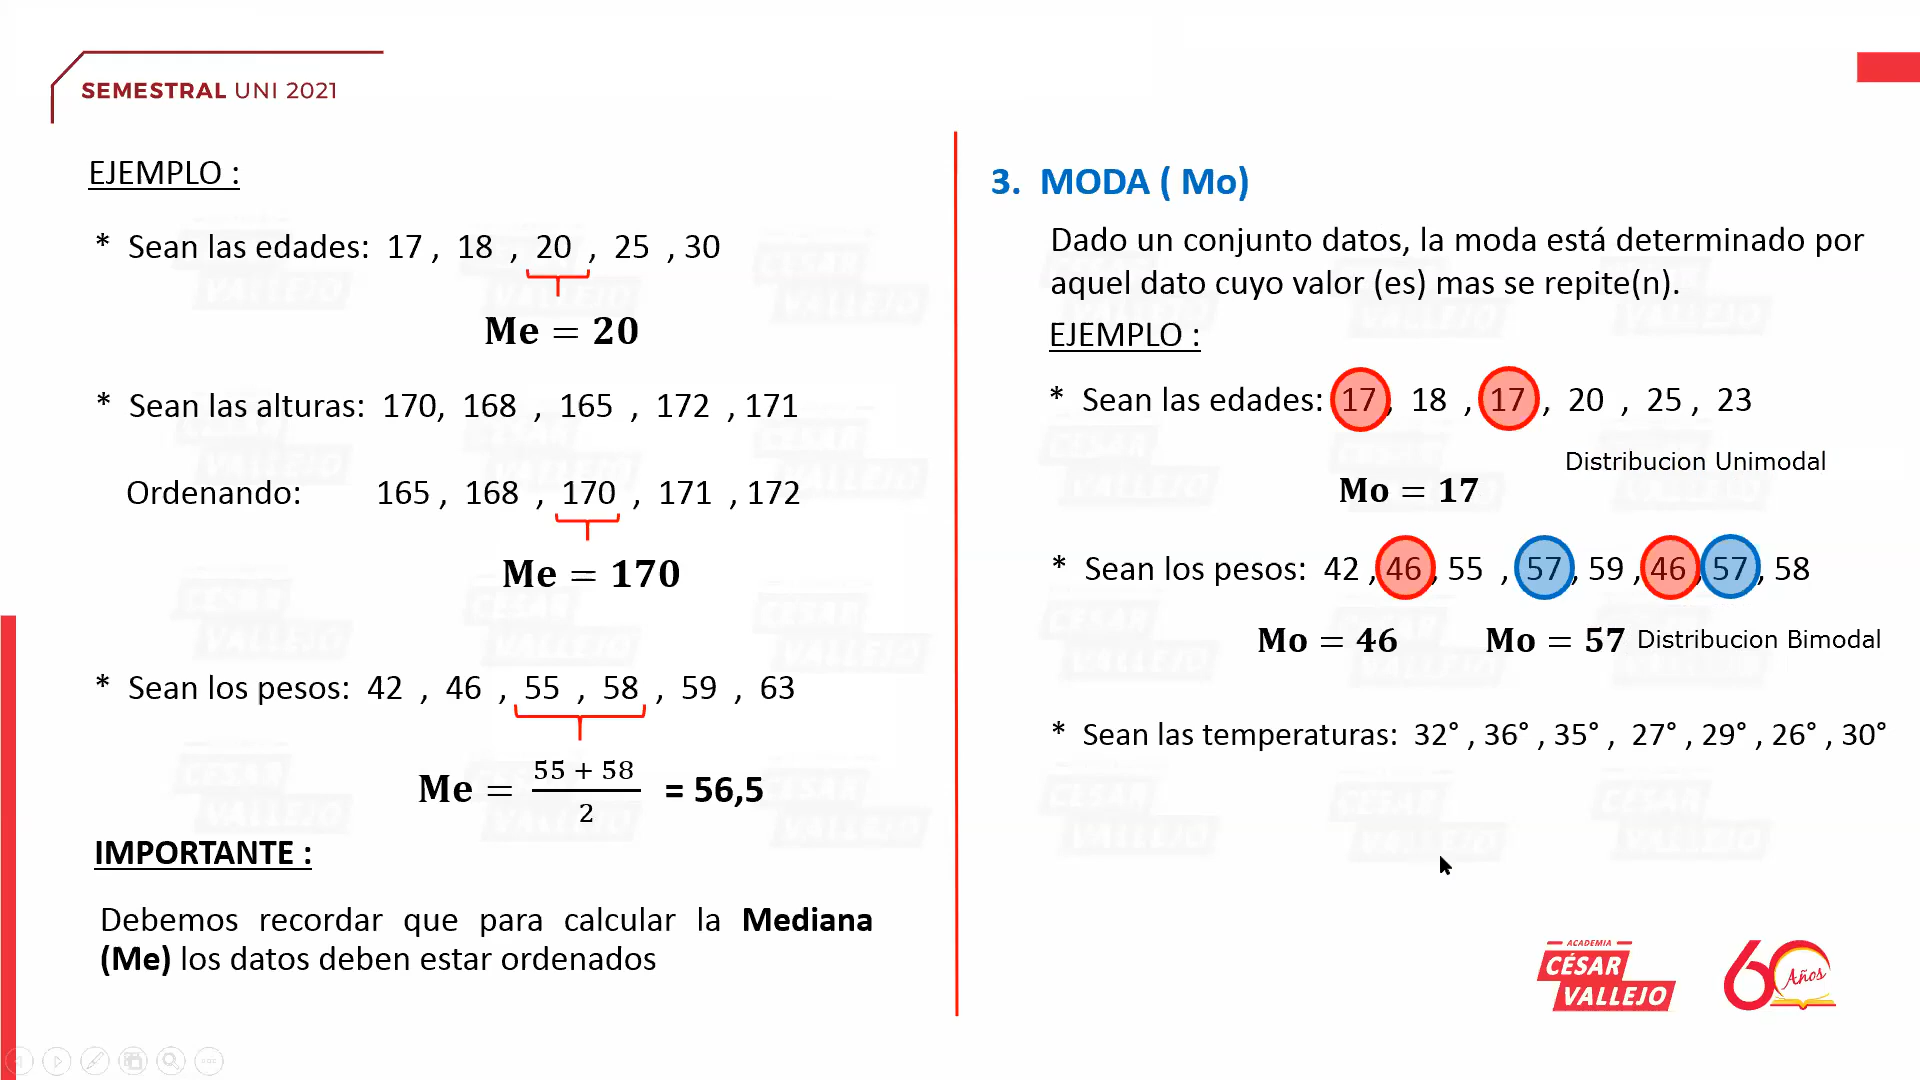 SEMESTRAL UNI 2021
EJEMPLO :
* Sean las edades: 17 , 18 , 20 , 25 , 30
Me = 20
* Sean las alturas: 170, 168 , 165 , 172 , 171
Ordenando: 165 , 168 , 170 , 171 , 172
Me = 170
* Sean los pesos: 42 , 46 , 55 , 58 , 59 , 63
Me = (55 + 58)/2 = 56,5
IMPORTANTE :
Debemos recordar que para calcular la Mediana
(Me) los datos deben estar ordenados
3. MODA ( Mo)
Dado un conjunto datos, la moda está determinado por
aquel dato cuyo valor (es) mas se repite(n).
EJEMPLO :
* Sean las edades: 17 , 18 , 17 , 20 , 25 , 23
Distribucion Unimodal
Mo = 17
* Sean los pesos: 42 , 46 , 55 , 57 , 59 , 46 , 57 , 58
Mo = 46 Mo = 57 Distribucion Bimodal
* Sean las temperaturas: 32° , 36° , 35° , 27° , 29° , 26° , 30°
ACADEMIA
CÉSAR
VALLEJO
60 Años